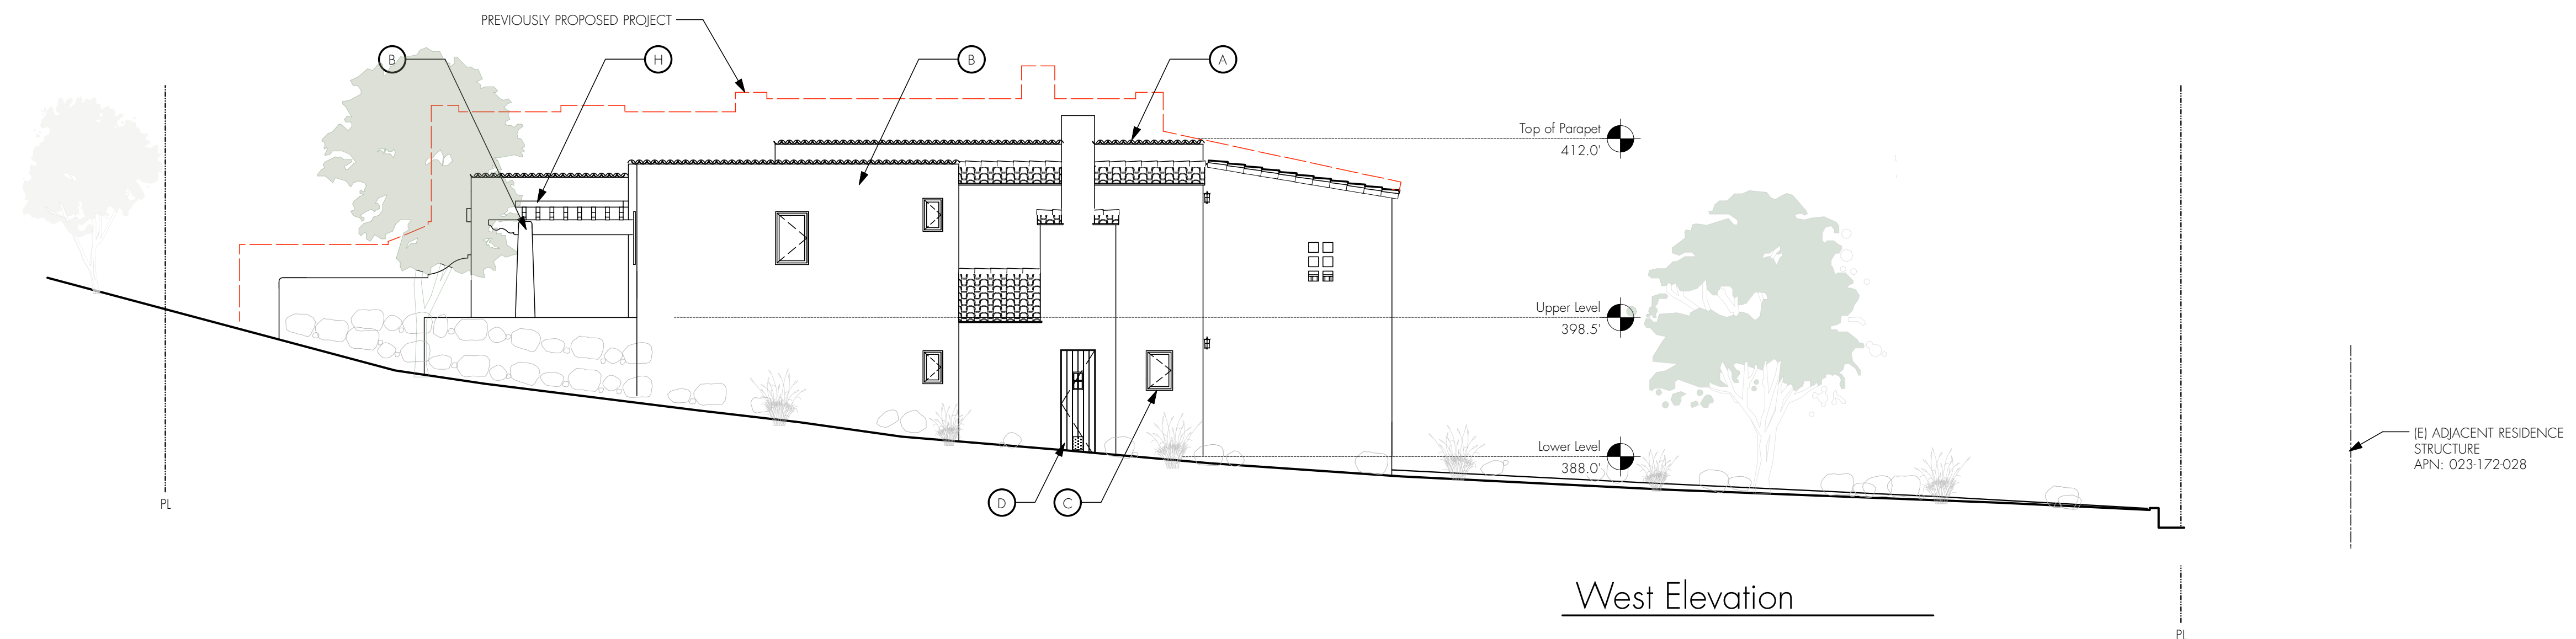 PREVIOUSLY PROPOSED PROJECT
B
H
B
A
Top of Parapet
412.0'
Upper Level
398.5'
Lower Level
388.0'
(E) ADJACENT RESIDENCE
STRUCTURE
APN: 023-172-028
D
C
PL
West Elevation
PL